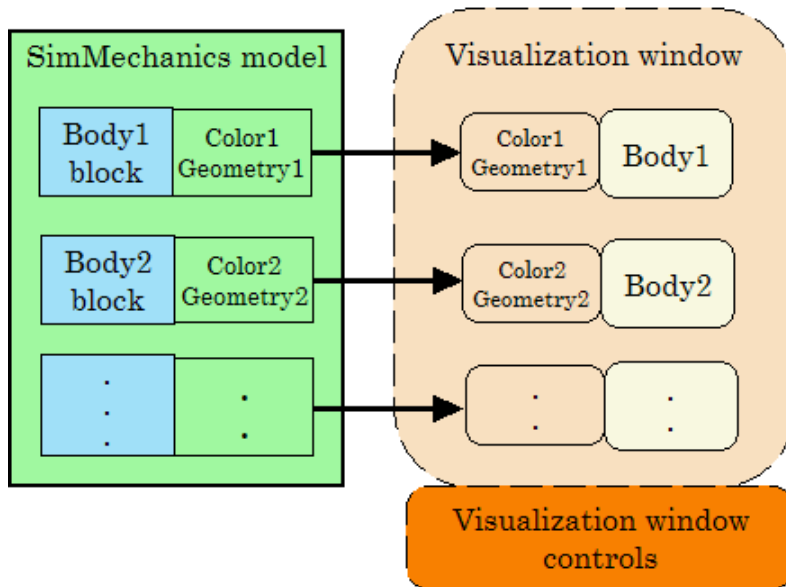 SimMechanics model
Visualization window
Body1
block
Color1
Geometry1
Color1
Geometry1
Body1
Body2
block
Color2
Geometry2
Color2
Geometry2
Body2
.
.
.
.
.
.
.
.
.
Visualization window
controls